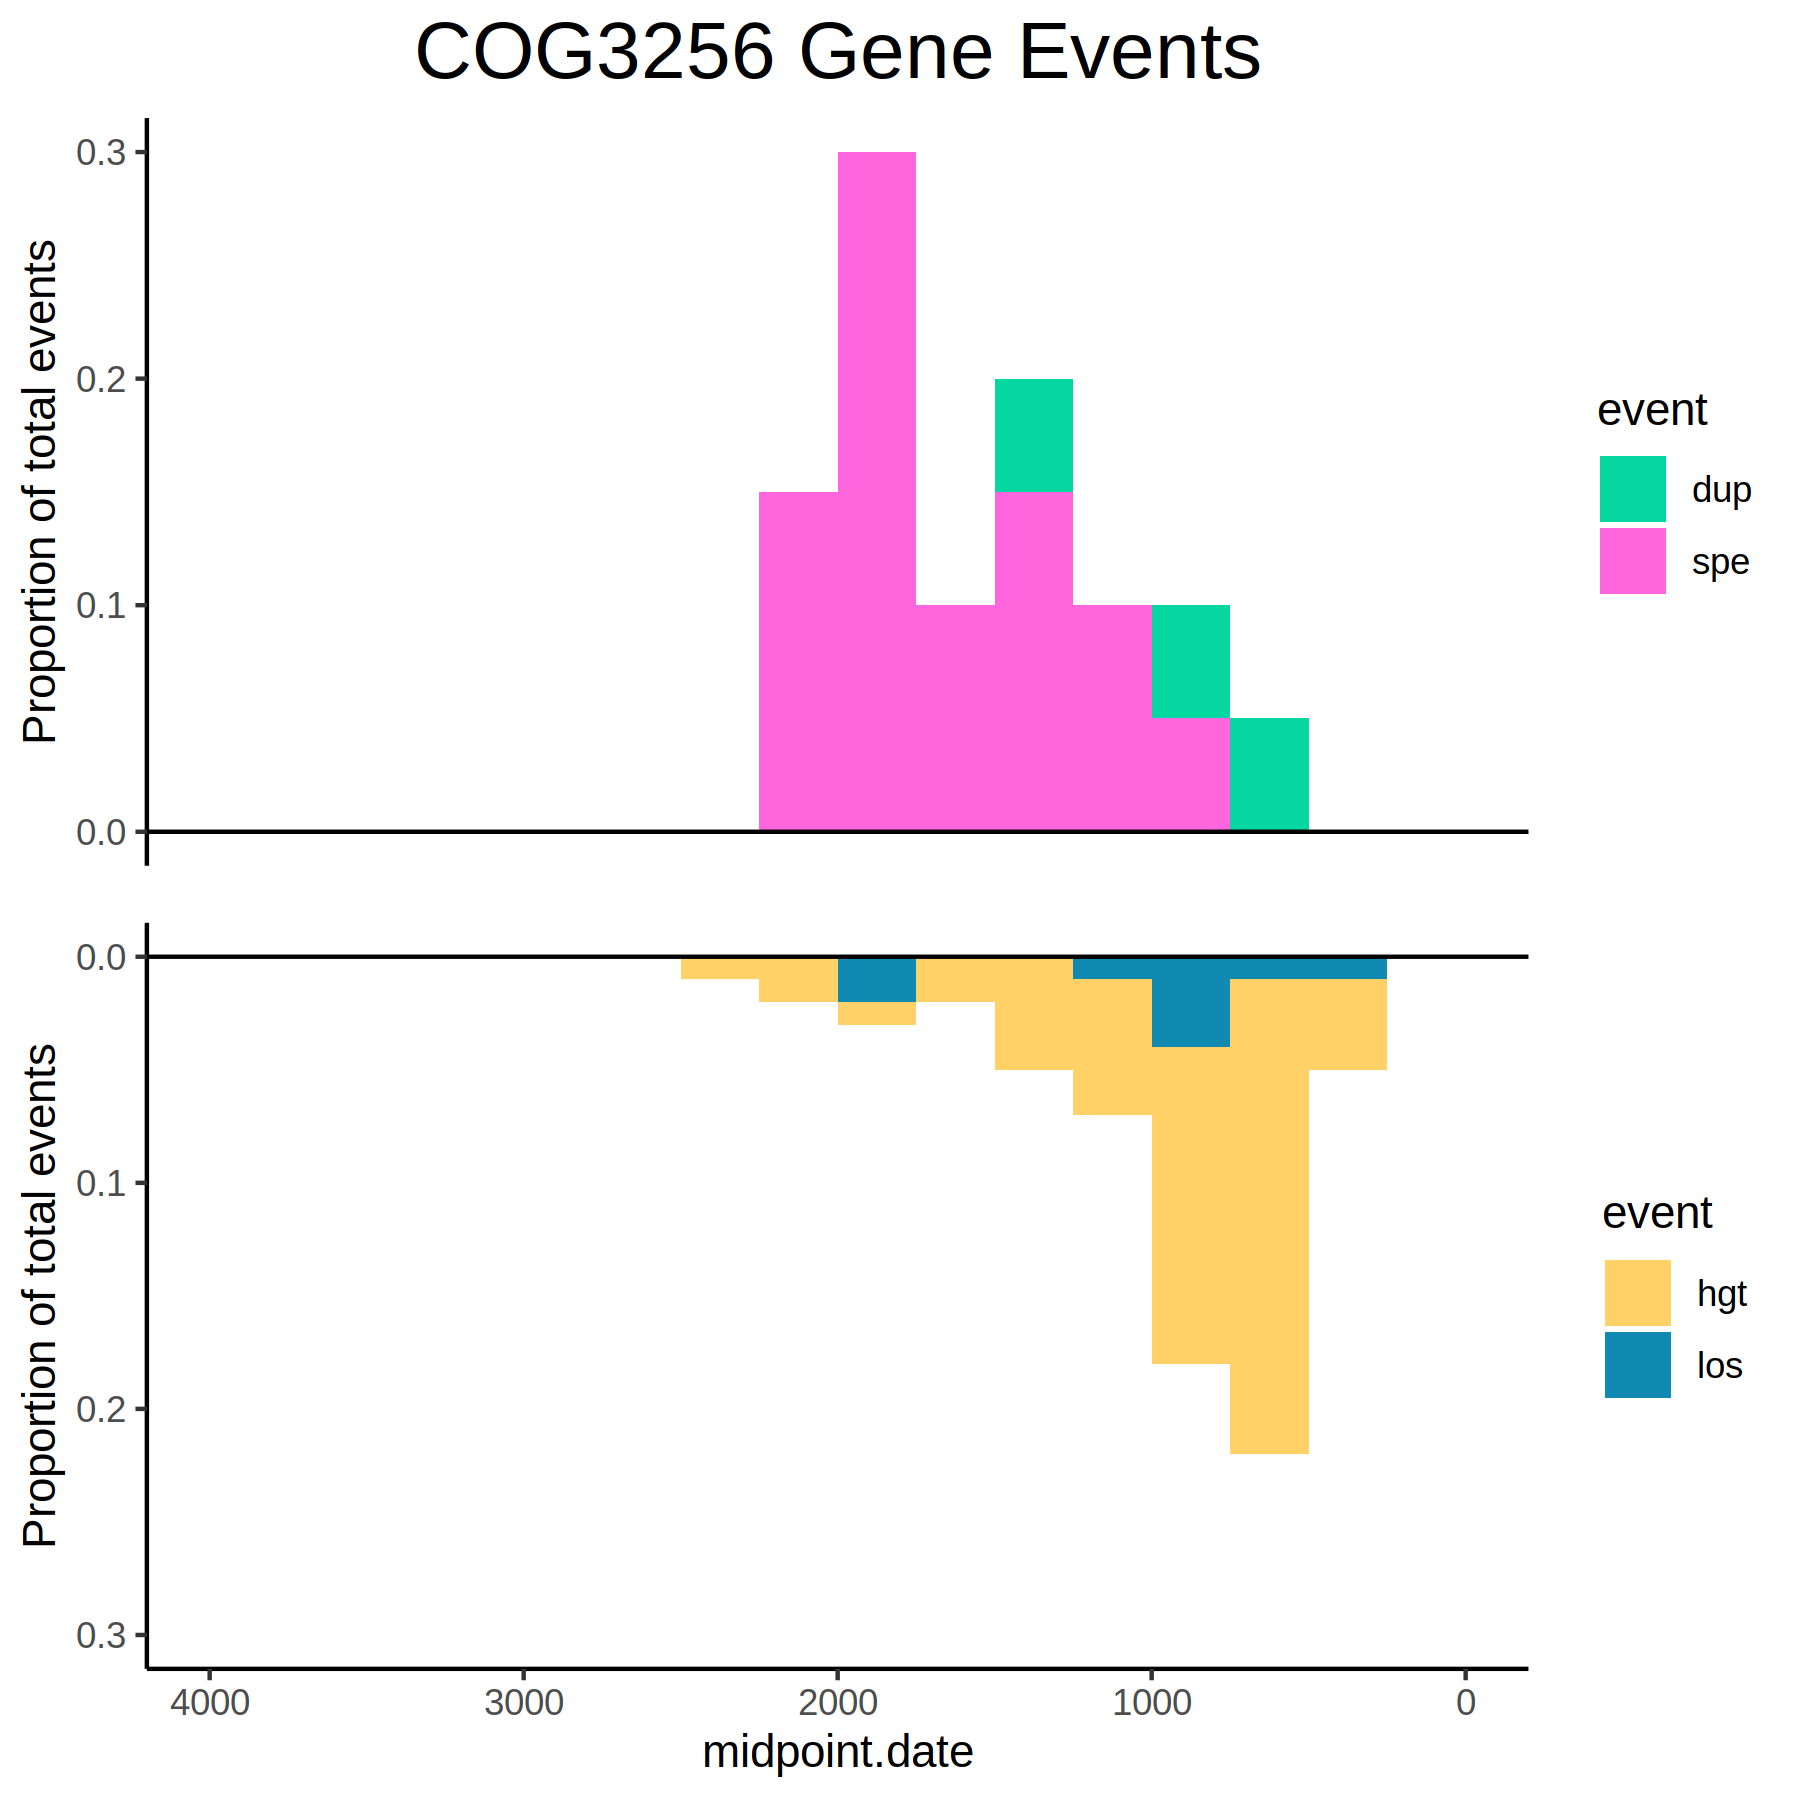 COG3256 Gene Events
Proportion of total events
0.3
0.2
0.1
0.0
event
dup
spe
Proportion of total events
0.0
0.1
0.2
0.3
event
hgt
los
4000 3000 2000 1000 0
midpoint.date